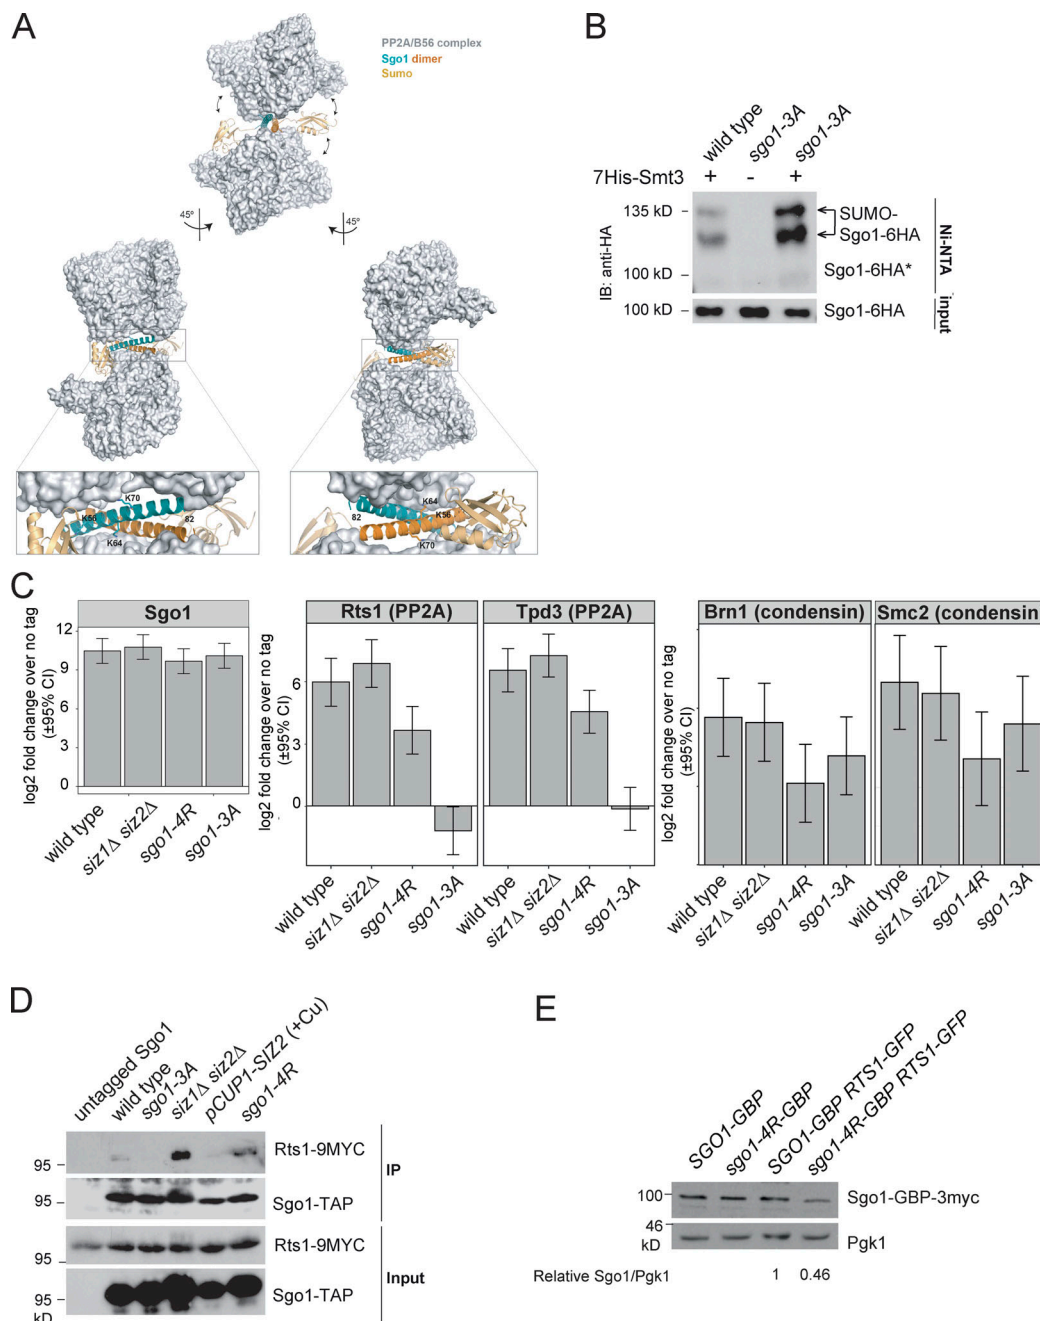 A
PP2A/B56 complex
Sgo1 dimer
Sumo
45º
45º
K70
K56
82
K64
K64
82
K56
K70
B
wild type
sgo1-3A
sgo1-3A
7His-Smt3
+
-
+
IB: anti-HA
135 kD
100 kD
100 kD
SUMO-
Sgo1-6HA
Sgo1-6HA*
Sgo1-6HA
Ni-NTA
input
C
log2 fold change over no tag
(±95% CI)
Sgo1
12
9
6
3
0
wild type
siz1Δ siz2Δ
sgo1-4R
sgo1-3A
log2 fold change over no tag
(±95% CI)
Rts1 (PP2A)
Tpd3 (PP2A)
6
3
0
wild type
siz1Δ siz2Δ
sgo1-4R
sgo1-3A
wild type
siz1Δ siz2Δ
sgo1-4R
sgo1-3A
log2 fold change over no tag
(±95% CI)
Brn1 (condensin)
Smc2 (condensin
wild type
siz1Δ siz2Δ
sgo1-4R
sgo1-3A
wild type
siz1Δ siz2Δ
sgo1-4R
sgo1-3A
D
untagged Sgo1
wild type
sgo1-3A
siz1Δ siz2Δ
pCUP1-SIZ2 (+Cu)
sgo1-4R
95
Rts1-9MYC
95
Sgo1-TAP
IP
95
Rts1-9MYC
95
Sgo1-TAP
Input
kD
E
SGO1-GBP
sgo1-4R-GBP
SGO1-GBP RTS1-GFP
sgo1-4R-GBP RTS1-GFP
100
Sgo1-GBP-3myc
46
kD
Pgk1
Relative Sgo1/Pgk1
1
0.46